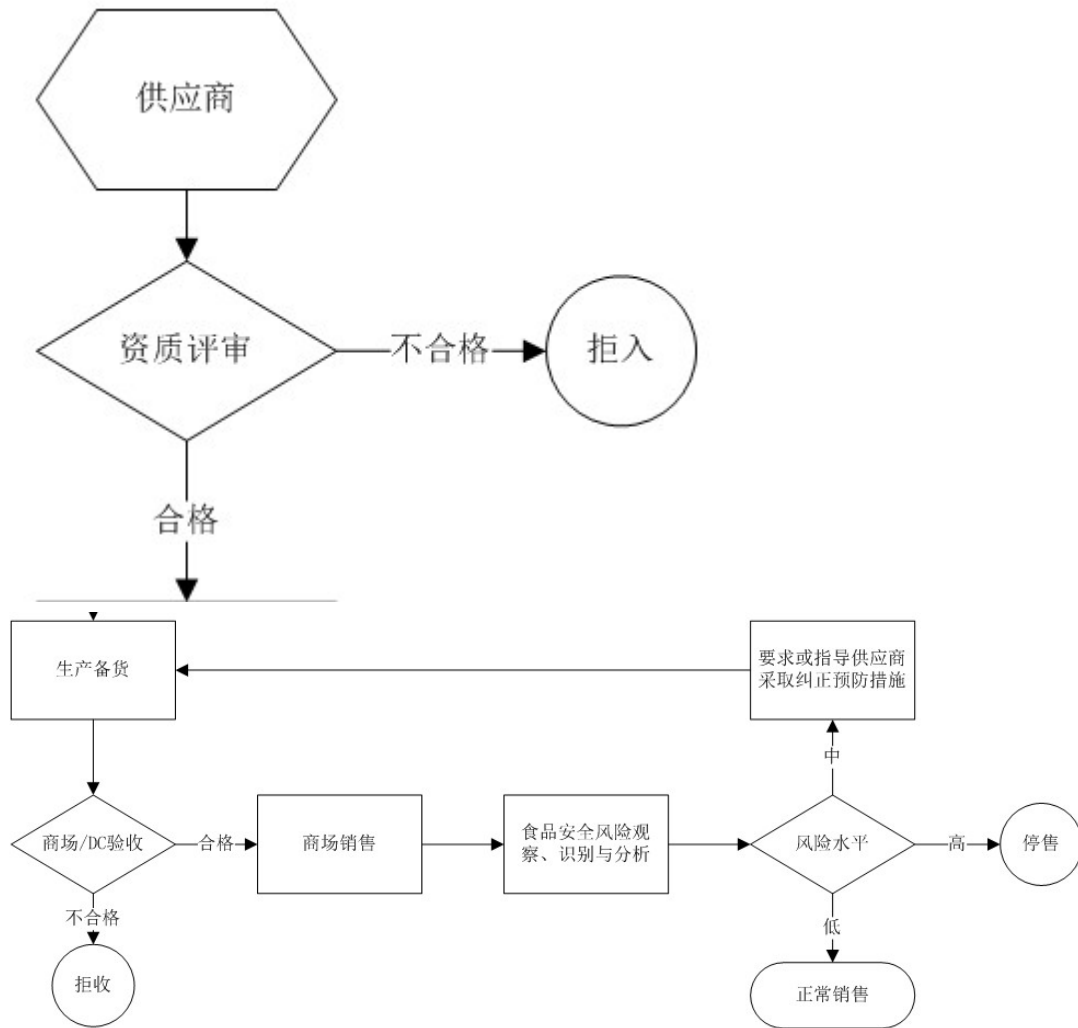 供应商
资质评审
不合格
拒入
合格
生产备货
要求或指导供应商
采取纠正预防措施
中
商场/DC验收
合格
商场销售
食品安全风险观
察、识别与分析
风险水平
高
停售
不合格
低
拒收
正常销售